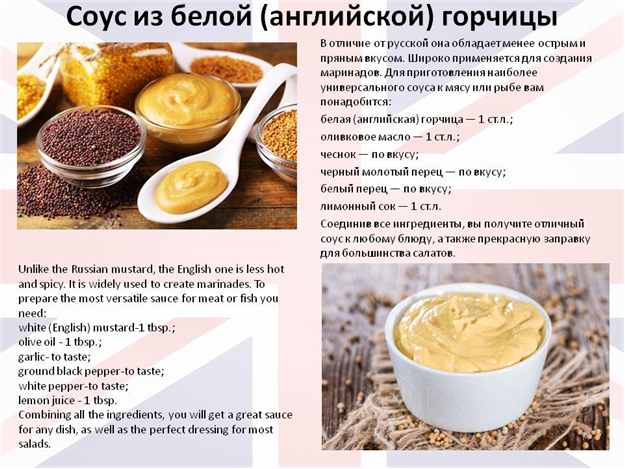 Соус из белой (английской) горчицы
В отличие от русской она обладает менее острым и
пряным вкусом. Широко применяется для создания
маринадов. Для приготовления наиболее
универсального соуса к мясу или рыбе вам
понадобится:
белая (английская) горчица — 1 ст.л.;
оливковое масло — 1 ст.л.;
чеснок — по вкусу;
черный молотый перец — по вкусу;
белый перец — по вкусу;
лимонный сок — 1 ст.л.
Соединив все ингредиенты, вы получите отличный
соус к любому блюду, а также прекрасную заправку
для большинства салатов.
Unlike the Russian mustard, the English one is less hot
and spicy. It is widely used to create marinades. To
prepare the most versatile sauce for meat or fish you
need:
white (English) mustard-1 tbsp.;
olive oil - 1 tbsp.;
garlic- to taste;
ground black pepper-to taste;
white pepper-to taste;
lemon juice - 1 tbsp.
Combining all the ingredients, you will get a great sauce
for any dish, as well as the perfect dressing for most
salads.